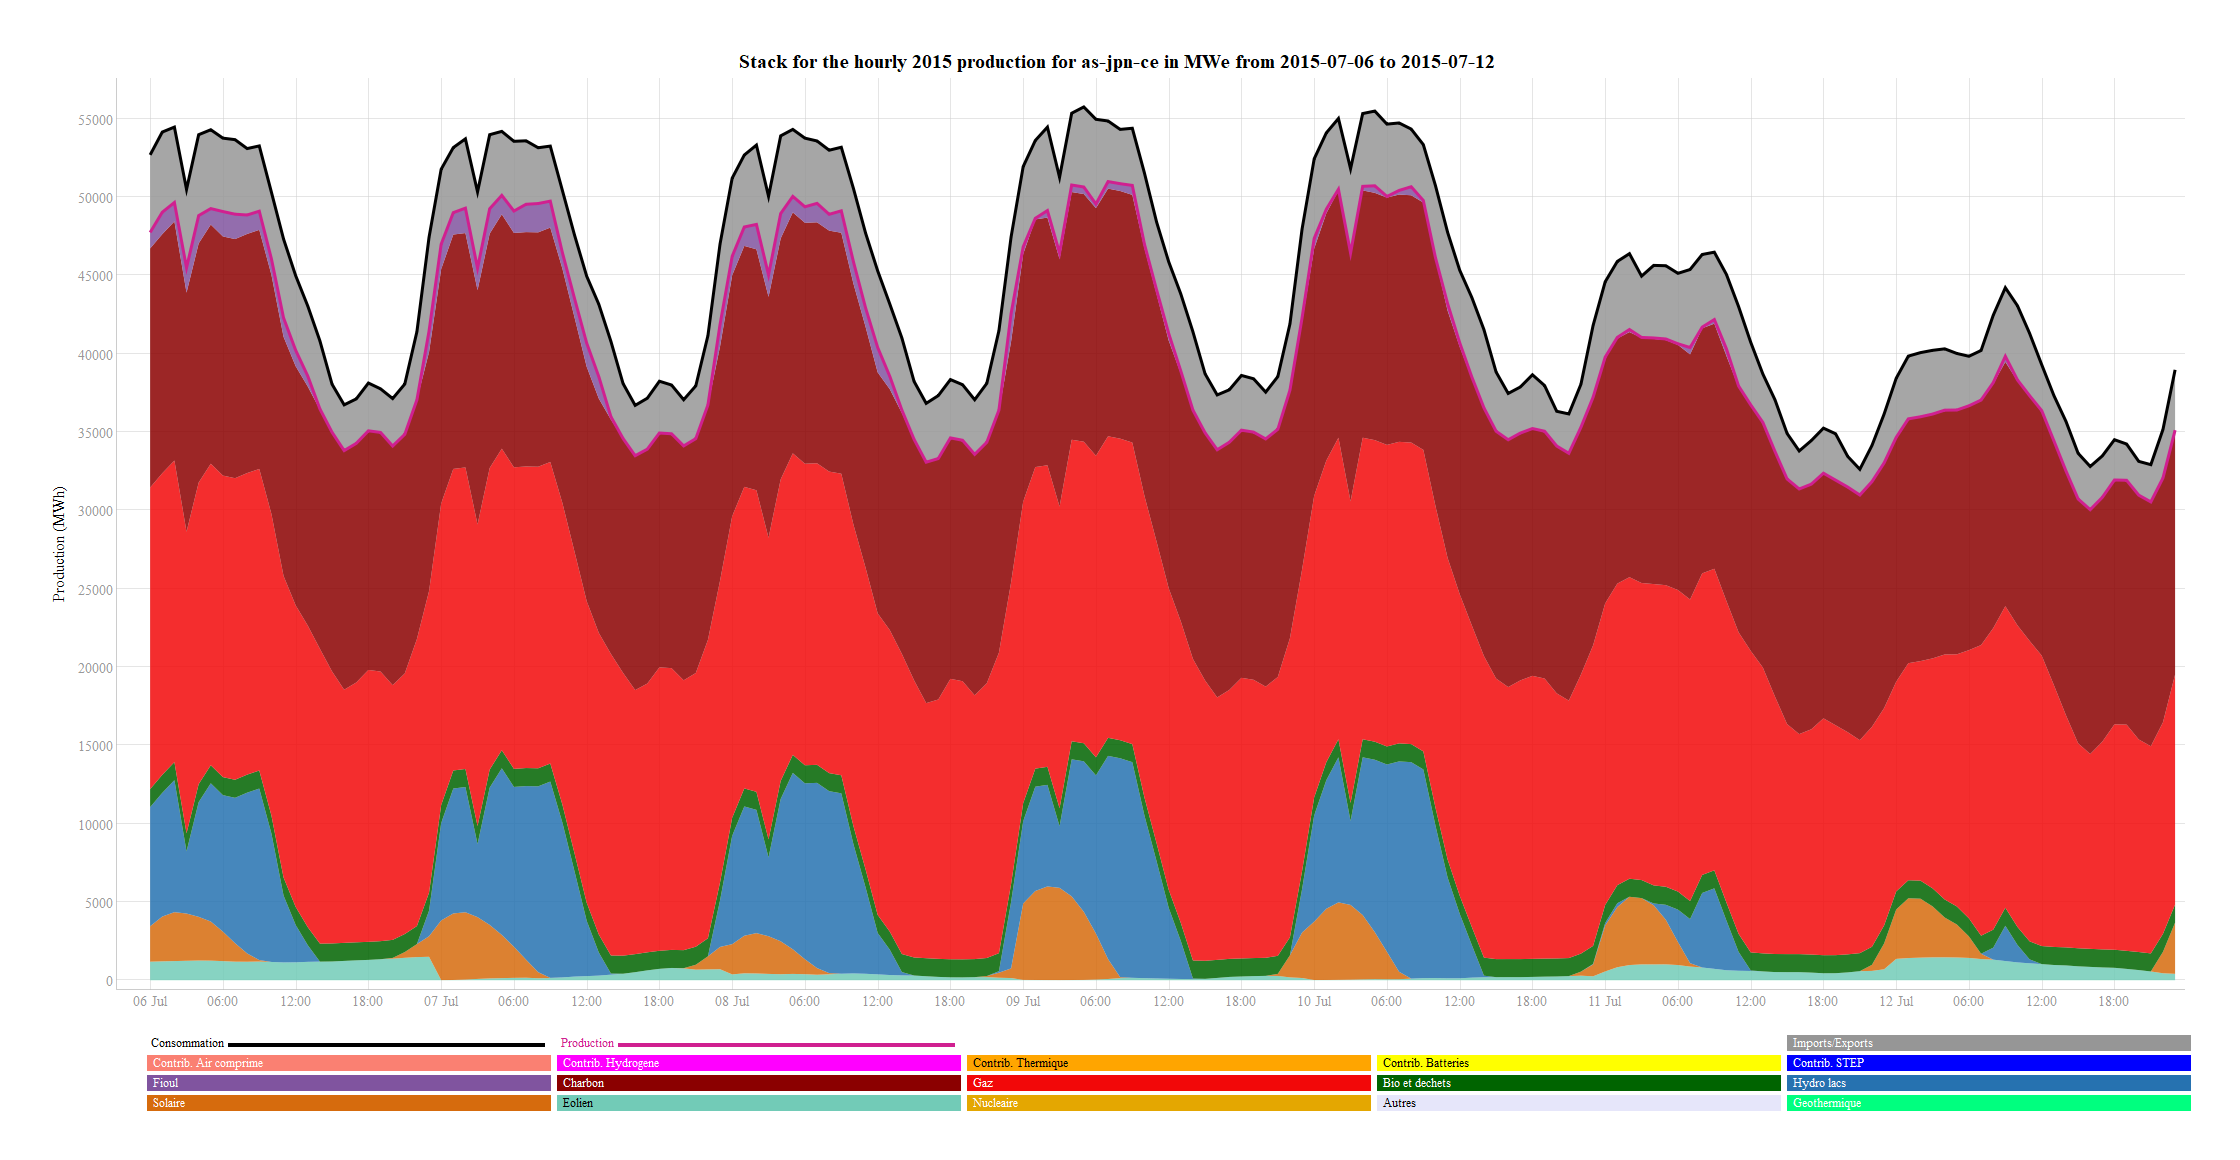 Stack for the hourly 2015 production for as-jpn-ce in MWe from 2015-07-06 to 2015-07-12
Production (MWh)
55000
50000
45000
40000
35000
30000
25000
20000
15000
10000
5000
0
06 Jul 06:00 12:00 18:00 07 Jul 06:00 12:00 18:00 08 Jul 06:00 12:00 18:00 09 Jul 06:00 12:00 18:00 10 Jul 06:00 12:00 18:00 11 Jul 06:00 12:00 18:00 12 Jul 06:00 12:00 18:00
Consommation Production Imports/Exports
Contrib. Air comprime Contrib. Hydrogene Contrib. Thermique Contrib. Batteries Contrib. STEP
Fioul Charbon Gaz Bio et dechets Hydro lacs
Solaire Eolien Nucleaire Autres Geothermique